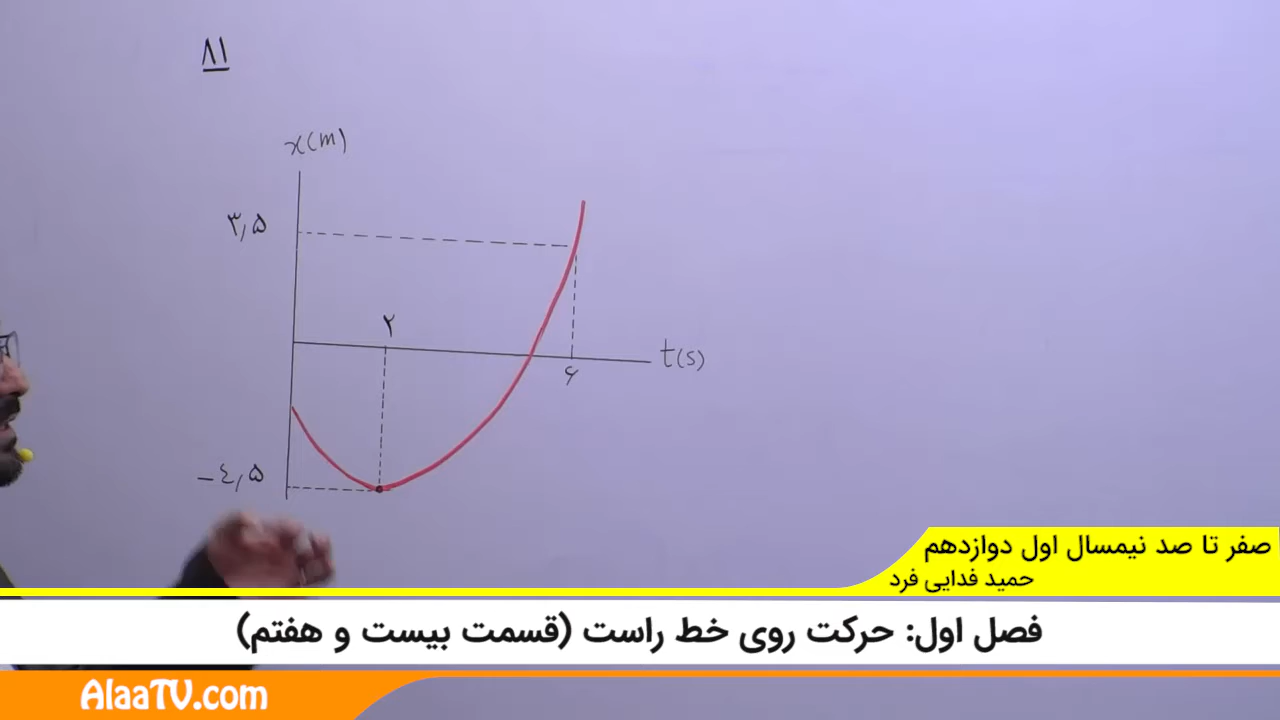 ۸۱
x(m)
۳,۵
۲
t(s)
۶
-٤,۵
صفر تا صد نیمسال اول دوازدهم
حمید فدایی فرد
فصل اول: حرکت روی خط راست (قسمت بیست و هفتم)
AlaaTV.com